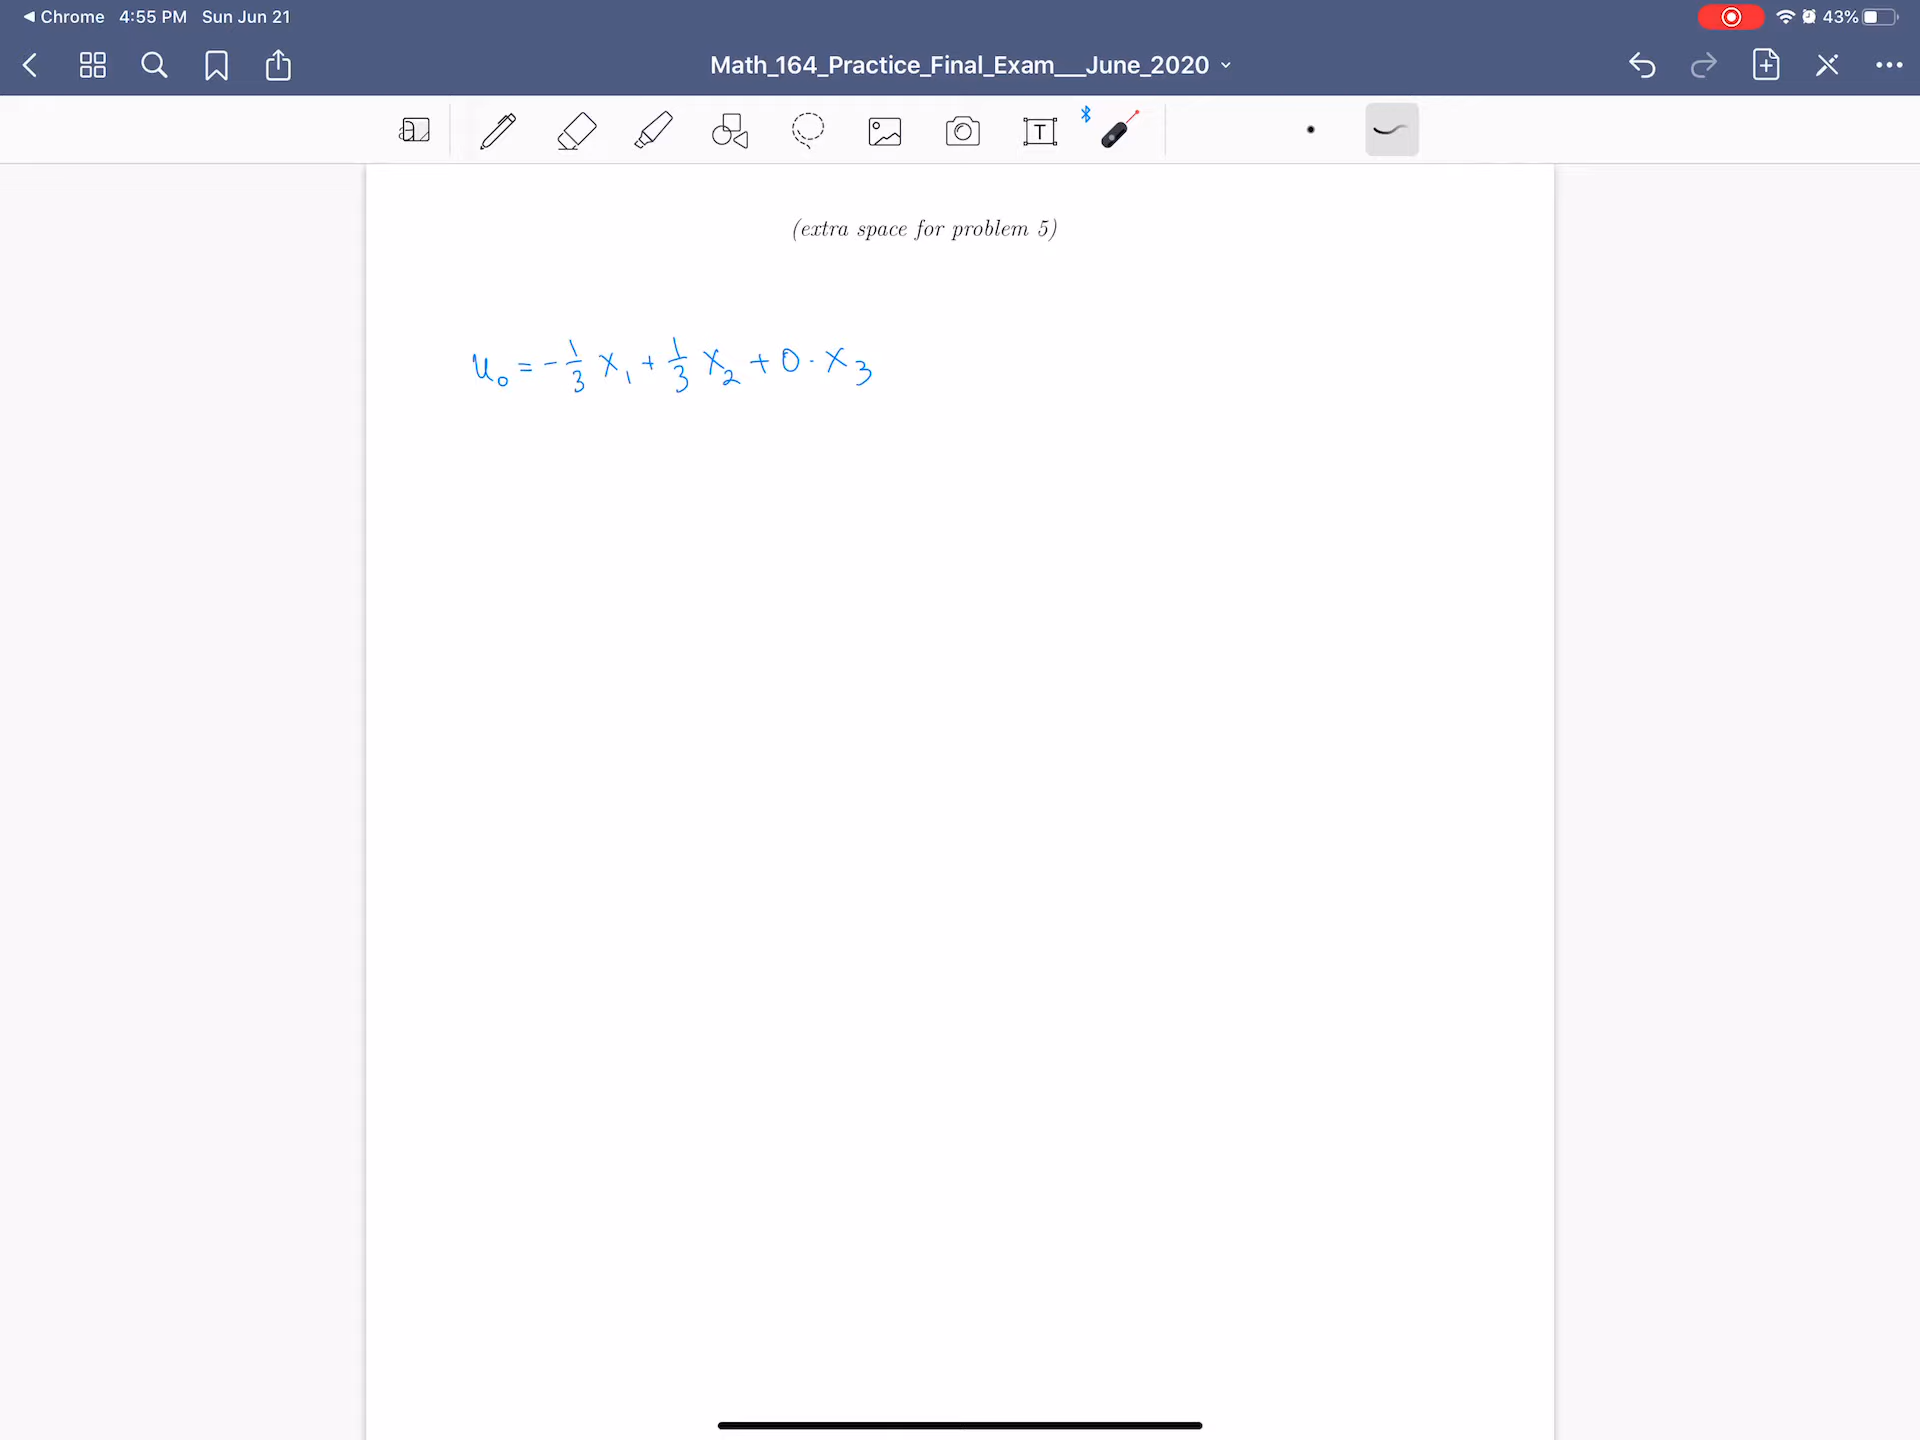 ◀ Chrome 4:55 PM Sun Jun 21 43%
Math_164_Practice_Final_Exam___June_2020
a T
(extra space for problem 5)
u₀ = -1/3 x₁ + 1/3 x₂ + 0 · x₃